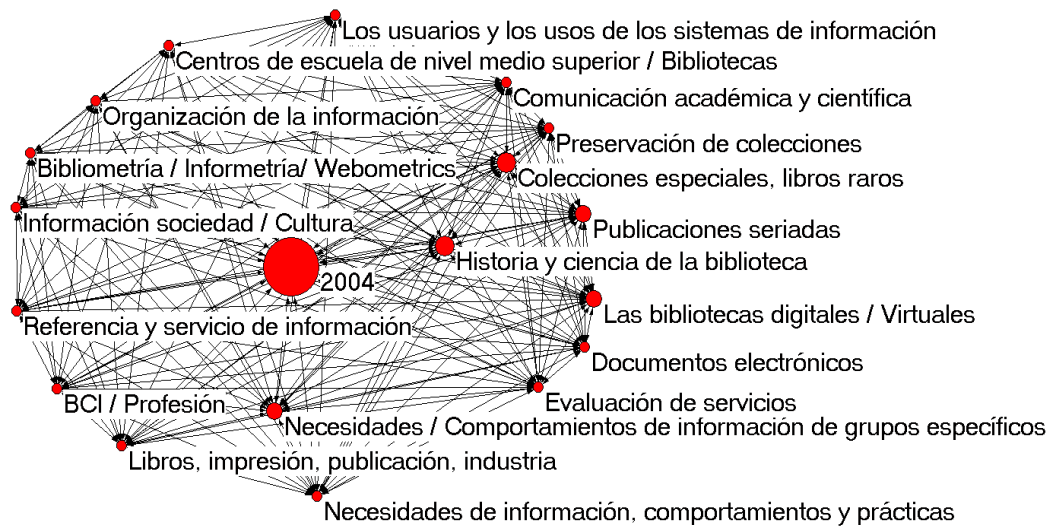 Los usuarios y los usos de los sistemas de información
Centros de escuela de nivel medio superior / Bibliotecas
Comunicación académica y científica
Organización de la información
Preservación de colecciones
Bibliometría / Informetría/ Webometrics
Colecciones especiales, libros raros
Información sociedad / Cultura
Publicaciones seriadas
Historia y ciencia de la biblioteca
2004
Las bibliotecas digitales / Virtuales
Referencia y servicio de información
Documentos electrónicos
BCI / Profesión
Evaluación de servicios
Necesidades / Comportamientos de información de grupos específicos
Libros, impresión, publicación, industria
Necesidades de información, comportamientos y prácticas